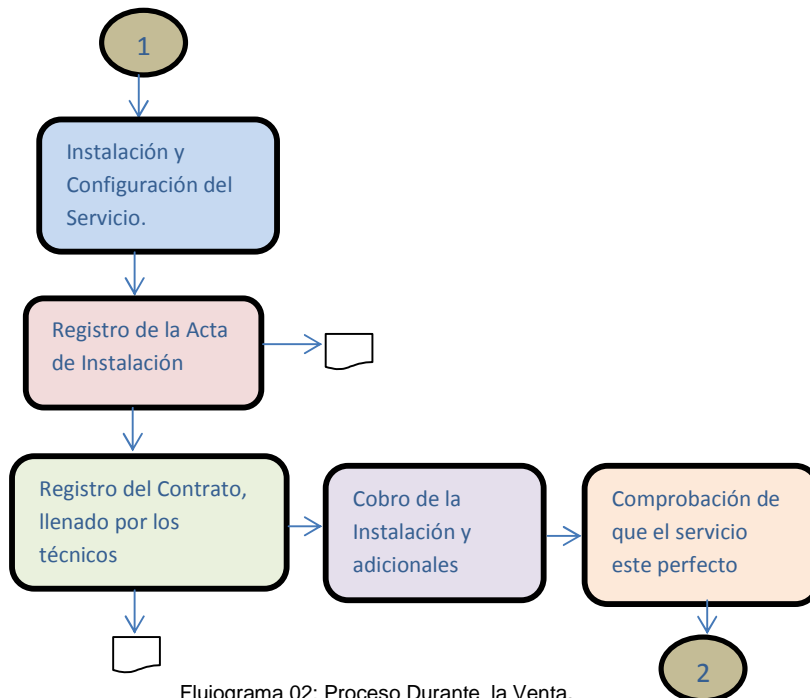 1
Instalación y
Configuración del
Servicio.
Registro de la Acta
de Instalación
Registro del Contrato,
llenado por los
técnicos
Cobro de la
Instalación y
adicionales
Comprobación de
que el servicio
este perfecto
2
Flujograma 02: Proceso Durante la Venta.